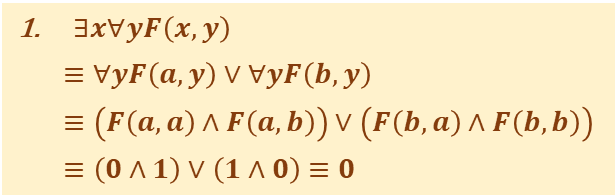 1. ∃x∀yF(x, y)
≡ ∀yF(a, y) ∨ ∀yF(b, y)
≡ (F(a, a) ∧ F(a, b)) ∨ (F(b, a) ∧ F(b, b))
≡ (0 ∧ 1) ∨ (1 ∧ 0) ≡ 0